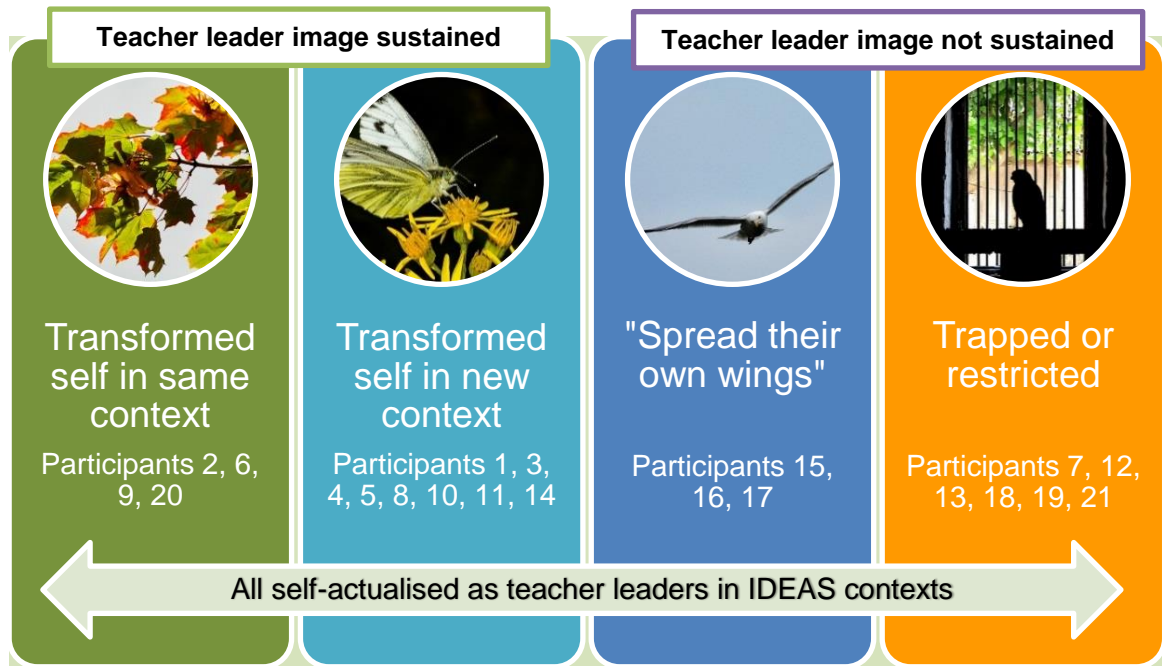 Teacher leader image sustained
Teacher leader image not sustained
Transformed
self in same
context
Participants 2, 6,
9, 20
Transformed
self in new
context
Participants 1, 3,
4, 5, 8, 10, 11, 14
"Spread their
own wings"
Participants 15,
16, 17
Trapped or
restricted
Participants 7, 12,
13, 18, 19, 21
All self-actualised as teacher leaders in IDEAS contexts